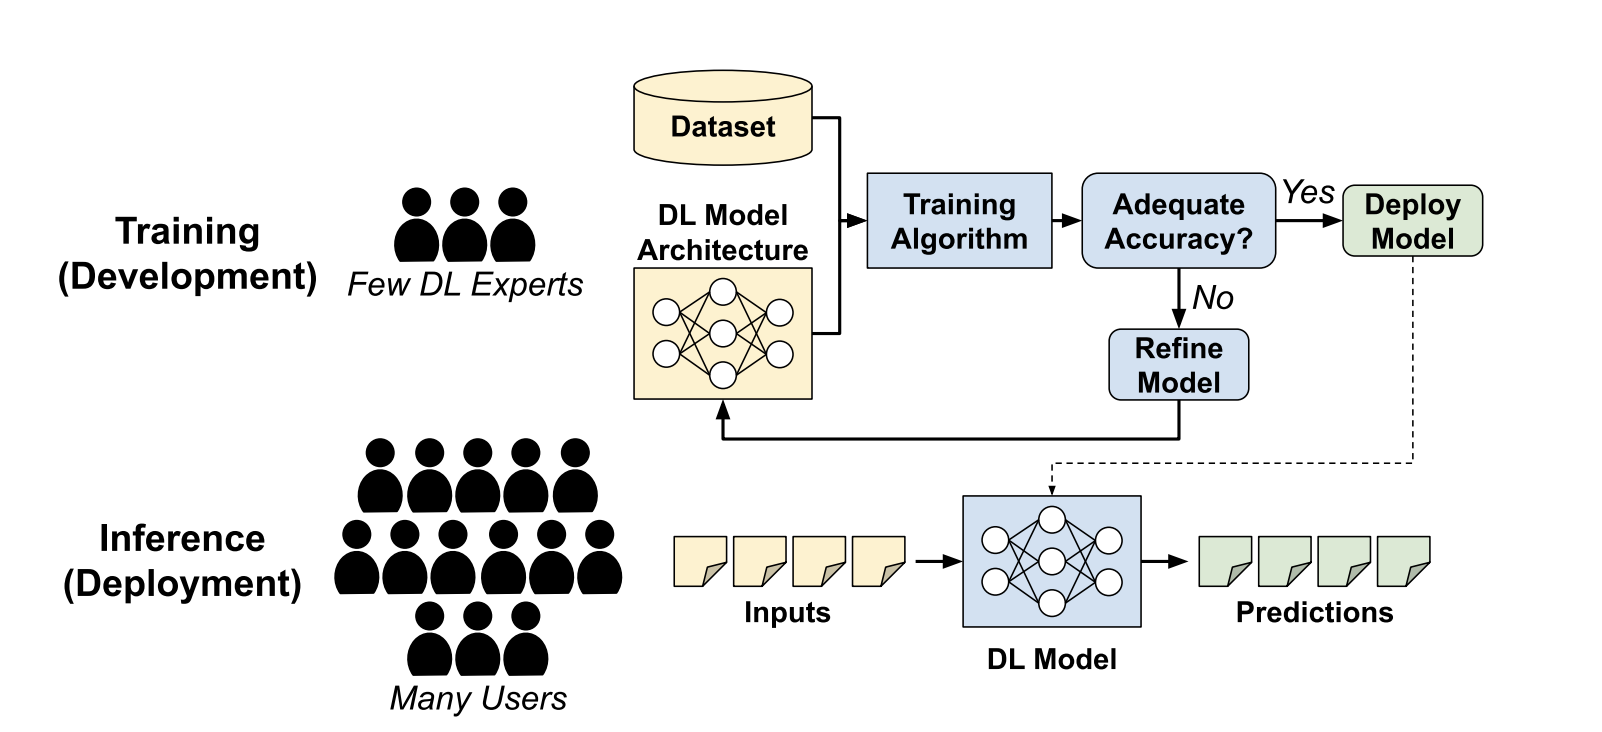 Training
(Development)
Few DL Experts
Dataset
DL Model
Architecture
Training
Algorithm
Adequate
Accuracy?
Yes
Deploy
Model
No
Refine
Model
Inference
(Deployment)
Many Users
Inputs
DL Model
Predictions